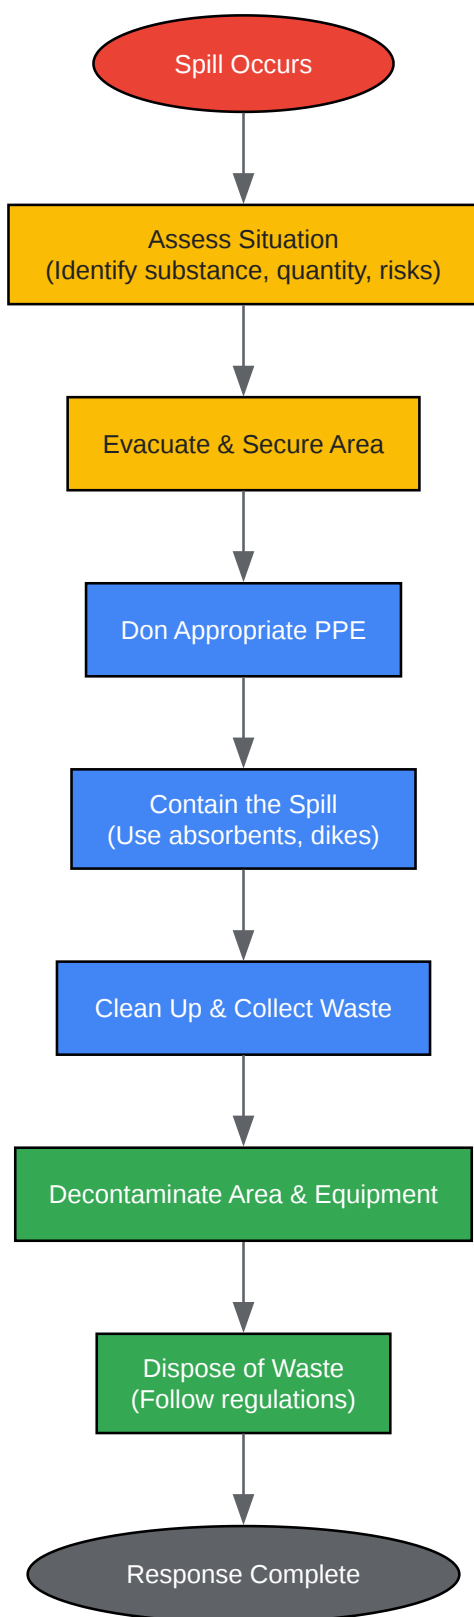 Spill Occurs
Assess Situation
(Identify substance, quantity, risks)
Evacuate & Secure Area
Don Appropriate PPE
Contain the Spill
(Use absorbents, dikes)
Clean Up & Collect Waste
Decontaminate Area & Equipment
Dispose of Waste
(Follow regulations)
Response Complete